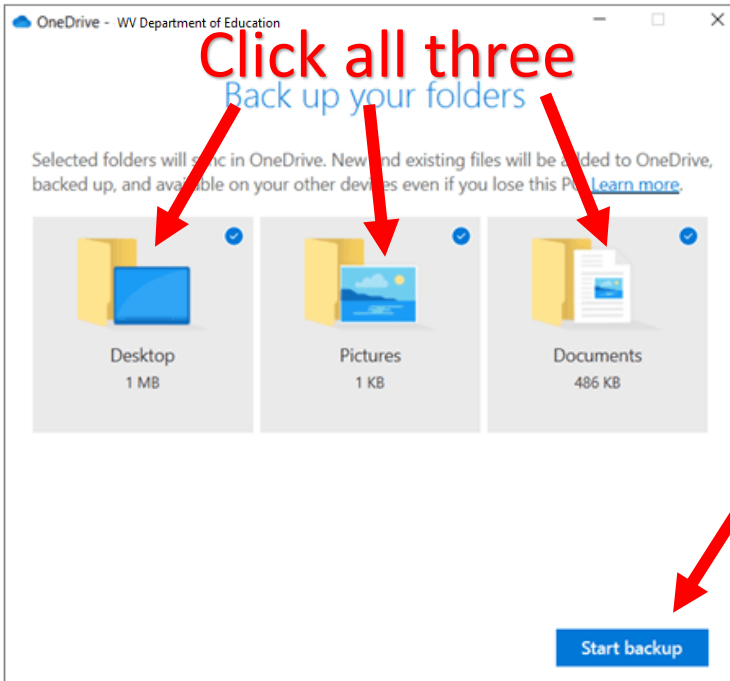 OneDrive - WV Department of Education
Click all three
Back up your folders
Selected folders will sync in OneDrive. New and existing files will be added to OneDrive,
backed up, and available on your other devices even if you lose this PC. Learn more.
Desktop
1 MB
Pictures
1 KB
Documents
486 KB
Start backup